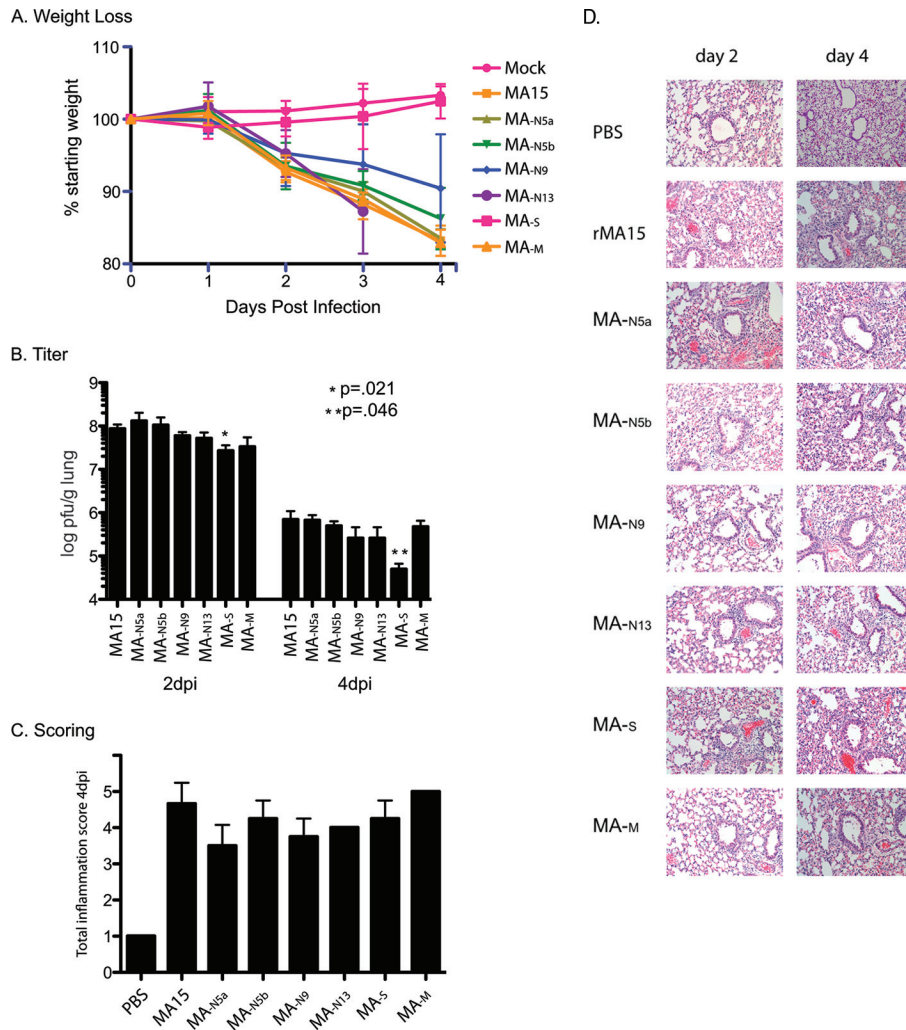 A. Weight Loss
110
100
90
80
% starting weight
0 1 2 3 4
Days Post Infection
Mock
MA15
MA-N5a
MA-N5b
MA-N9
MA-N13
MA-S
MA-M
B. Titer
9
8
7
6
5
4
log pfu/g lung
* p=.021
**p=.046
*
**
MA15 MA-N5a MA-N5b MA-N9 MA-N13 MA-S MA-M
MA15 MA-N5a MA-N5b MA-N9 MA-N13 MA-S MA-M
2dpi 4dpi
C. Scoring
5
4
3
2
1
0
Total inflammation score 4dpi
PBS MA15 MA-N5a MA-N5b MA-N9 MA-N13 MA-S MA-M
D.
day 2 day 4
PBS
rMA15
MA-N5a
MA-N5b
MA-N9
MA-N13
MA-S
MA-M